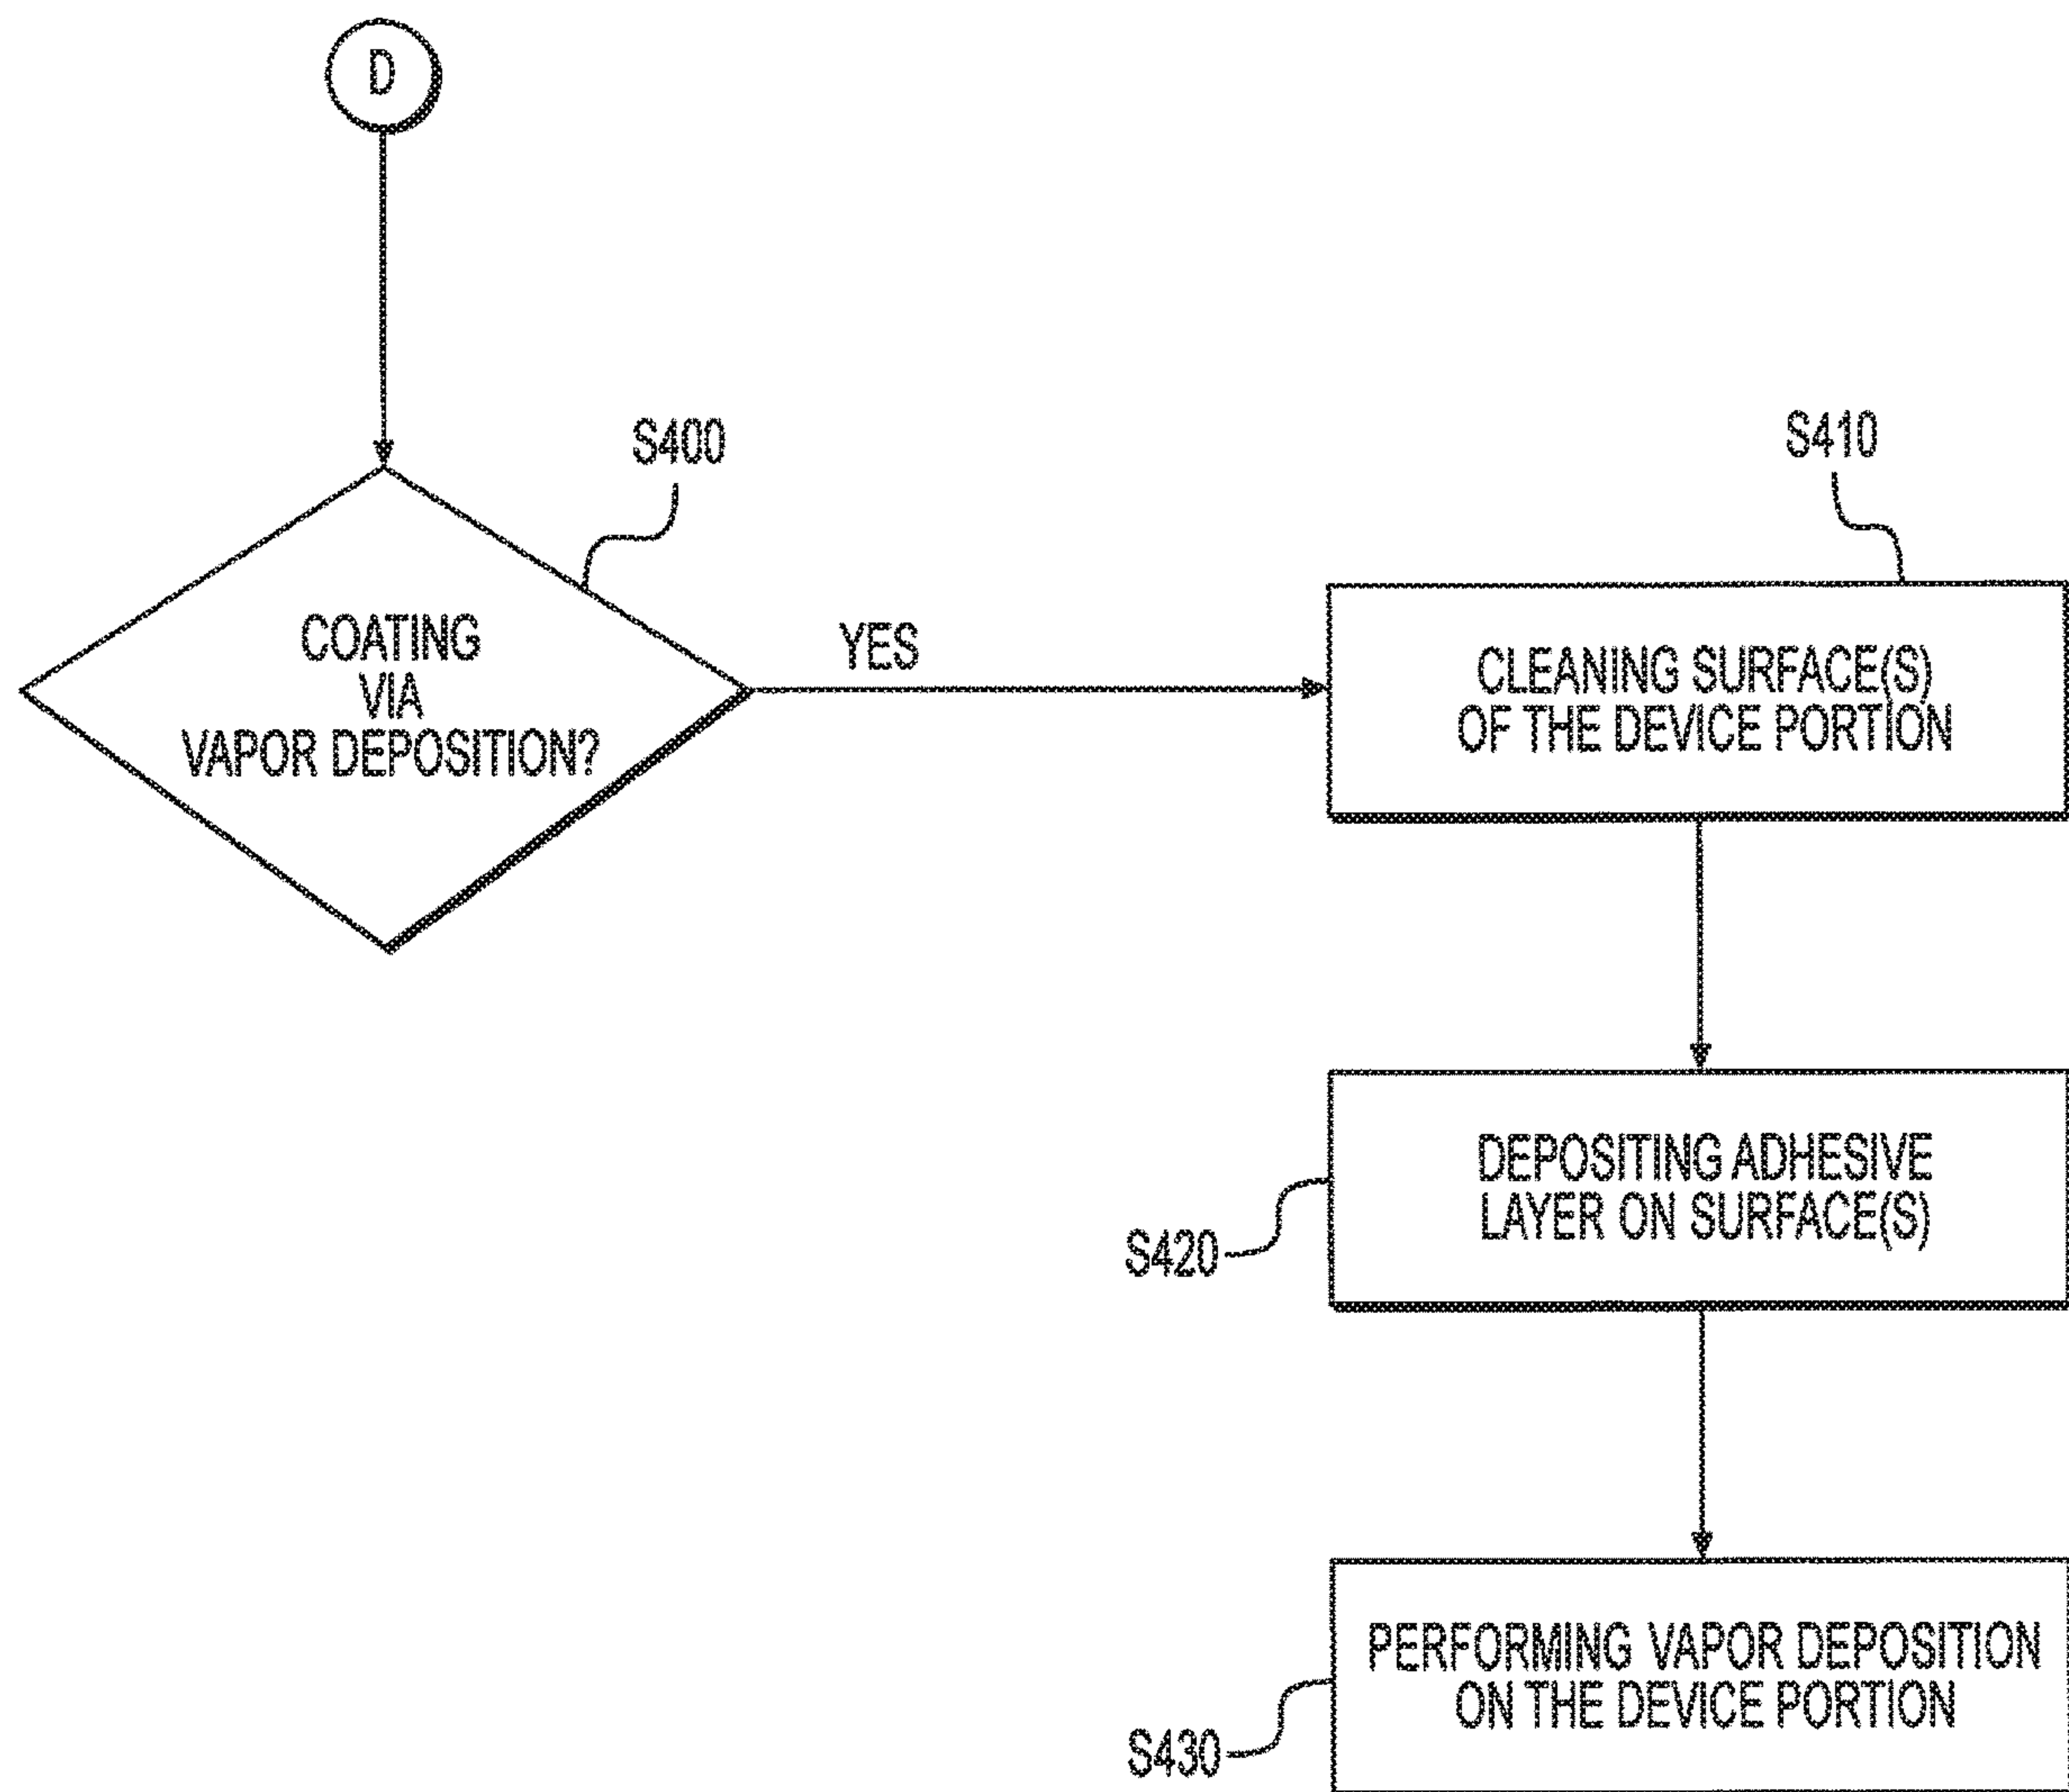 D
S400
COATING
VIA
VAPOR DEPOSITION?
YES
S410
CLEANING SURFACE(S)
OF THE DEVICE PORTION
S420
DEPOSITING ADHESIVE
LAYER ON SURFACE(S)
S430
PERFORMING VAPOR DEPOSITION
ON THE DEVICE PORTION